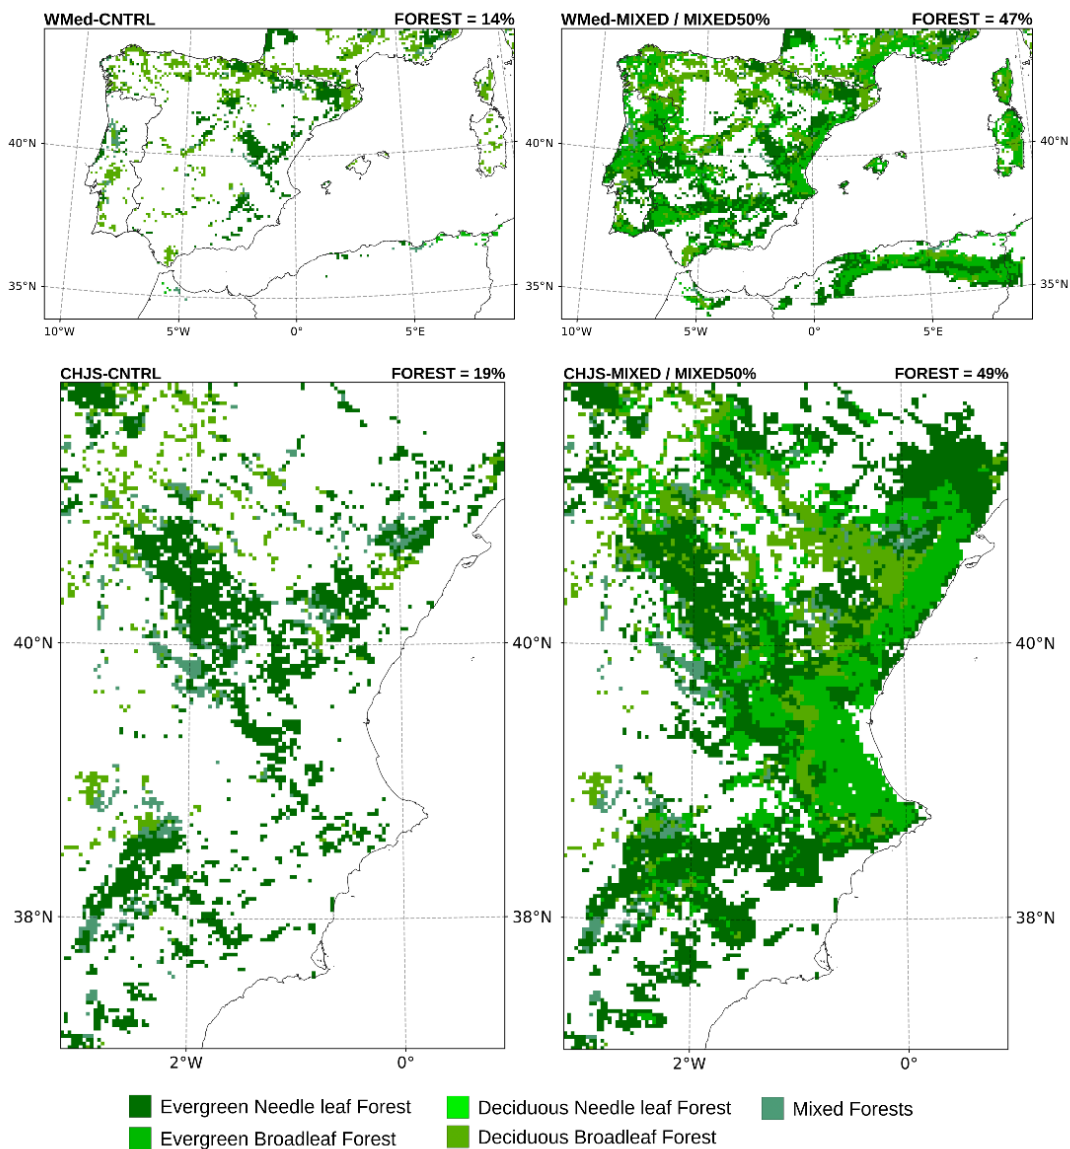 WMed-CNTRL FOREST = 14% WMed-MIXED / MIXED50% FOREST = 47%
40°N 40°N 40°N
35°N 35°N 35°N
10°W 5°W 0° 5°E 10°W 5°W 0° 5°E
CHJS-CNTRL FOREST = 19% CHJS-MIXED / MIXED50% FOREST = 49%
40°N 40°N 40°N
38°N 38°N 38°N
2°W 0° 2°W 0°
Evergreen Needle leaf Forest Deciduous Needle leaf Forest Mixed Forests
Evergreen Broadleaf Forest Deciduous Broadleaf Forest